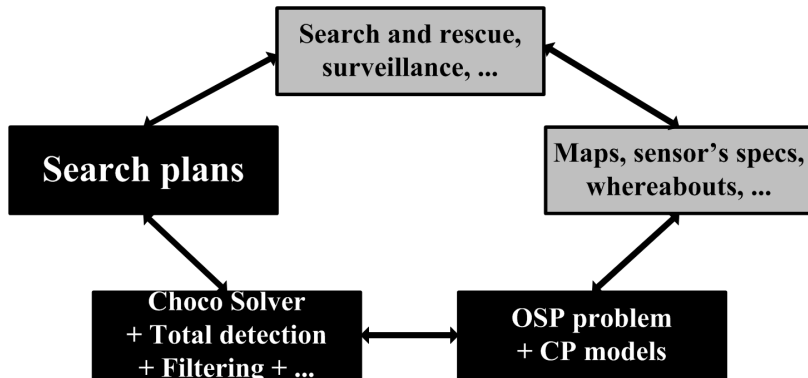 Search and rescue,
surveillance, ...
Search plans
Maps, sensor's specs,
whereabouts, ...
Choco Solver
+ Total detection
+ Filtering + ...
OSP problem
+ CP models